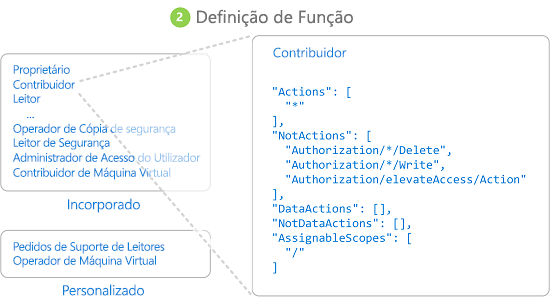 2 Definição de Função
Proprietário
Contribuidor
Leitor
...
Operador de Cópia de segurança
Leitor de Segurança
Administrador de Acesso do Utilizador
Contribuidor de Máquina Virtual
Incorporado
Pedidos de Suporte de Leitores
Operador de Máquina Virtual
Personalizado
Contribuidor
"Actions": [
"*"
],
"NotActions": [
"Authorization/*/Delete",
"Authorization/*/Write",
"Authorization/elevateAccess/Action"
],
"DataActions": [],
"NotDataActions": [],
"AssignableScopes": [
"/"
]